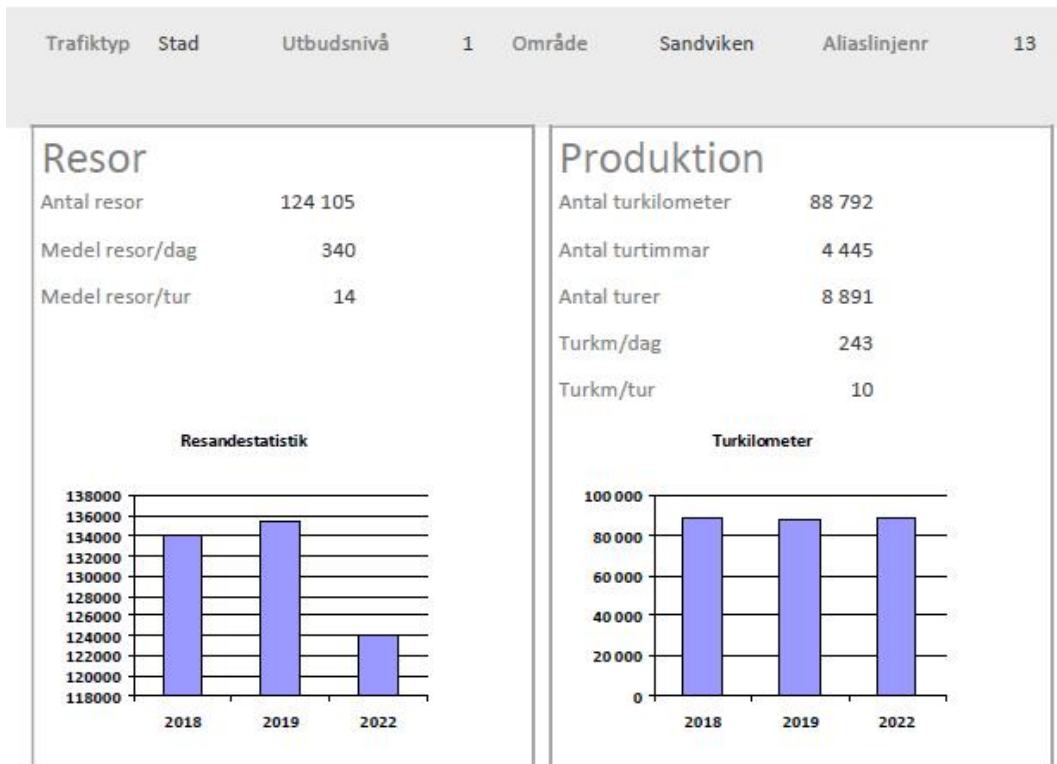 Trafiktyp Stad Utbudsnivå 1 Område Sandviken Aliaslinjenr 13
Resor
Antal resor 124 105
Medel resor/dag 340
Medel resor/tur 14
Resandestatistik
138000
136000
134000
132000
130000
128000
126000
124000
122000
120000
118000
2018 2019 2022
Produktion
Antal turkilometer 88 792
Antal turtimmar 4 445
Antal turer 8 891
Turkm/dag 243
Turkm/tur 10
Turkilometer
100 000
80 000
60 000
40 000
20 000
0
2018 2019 2022